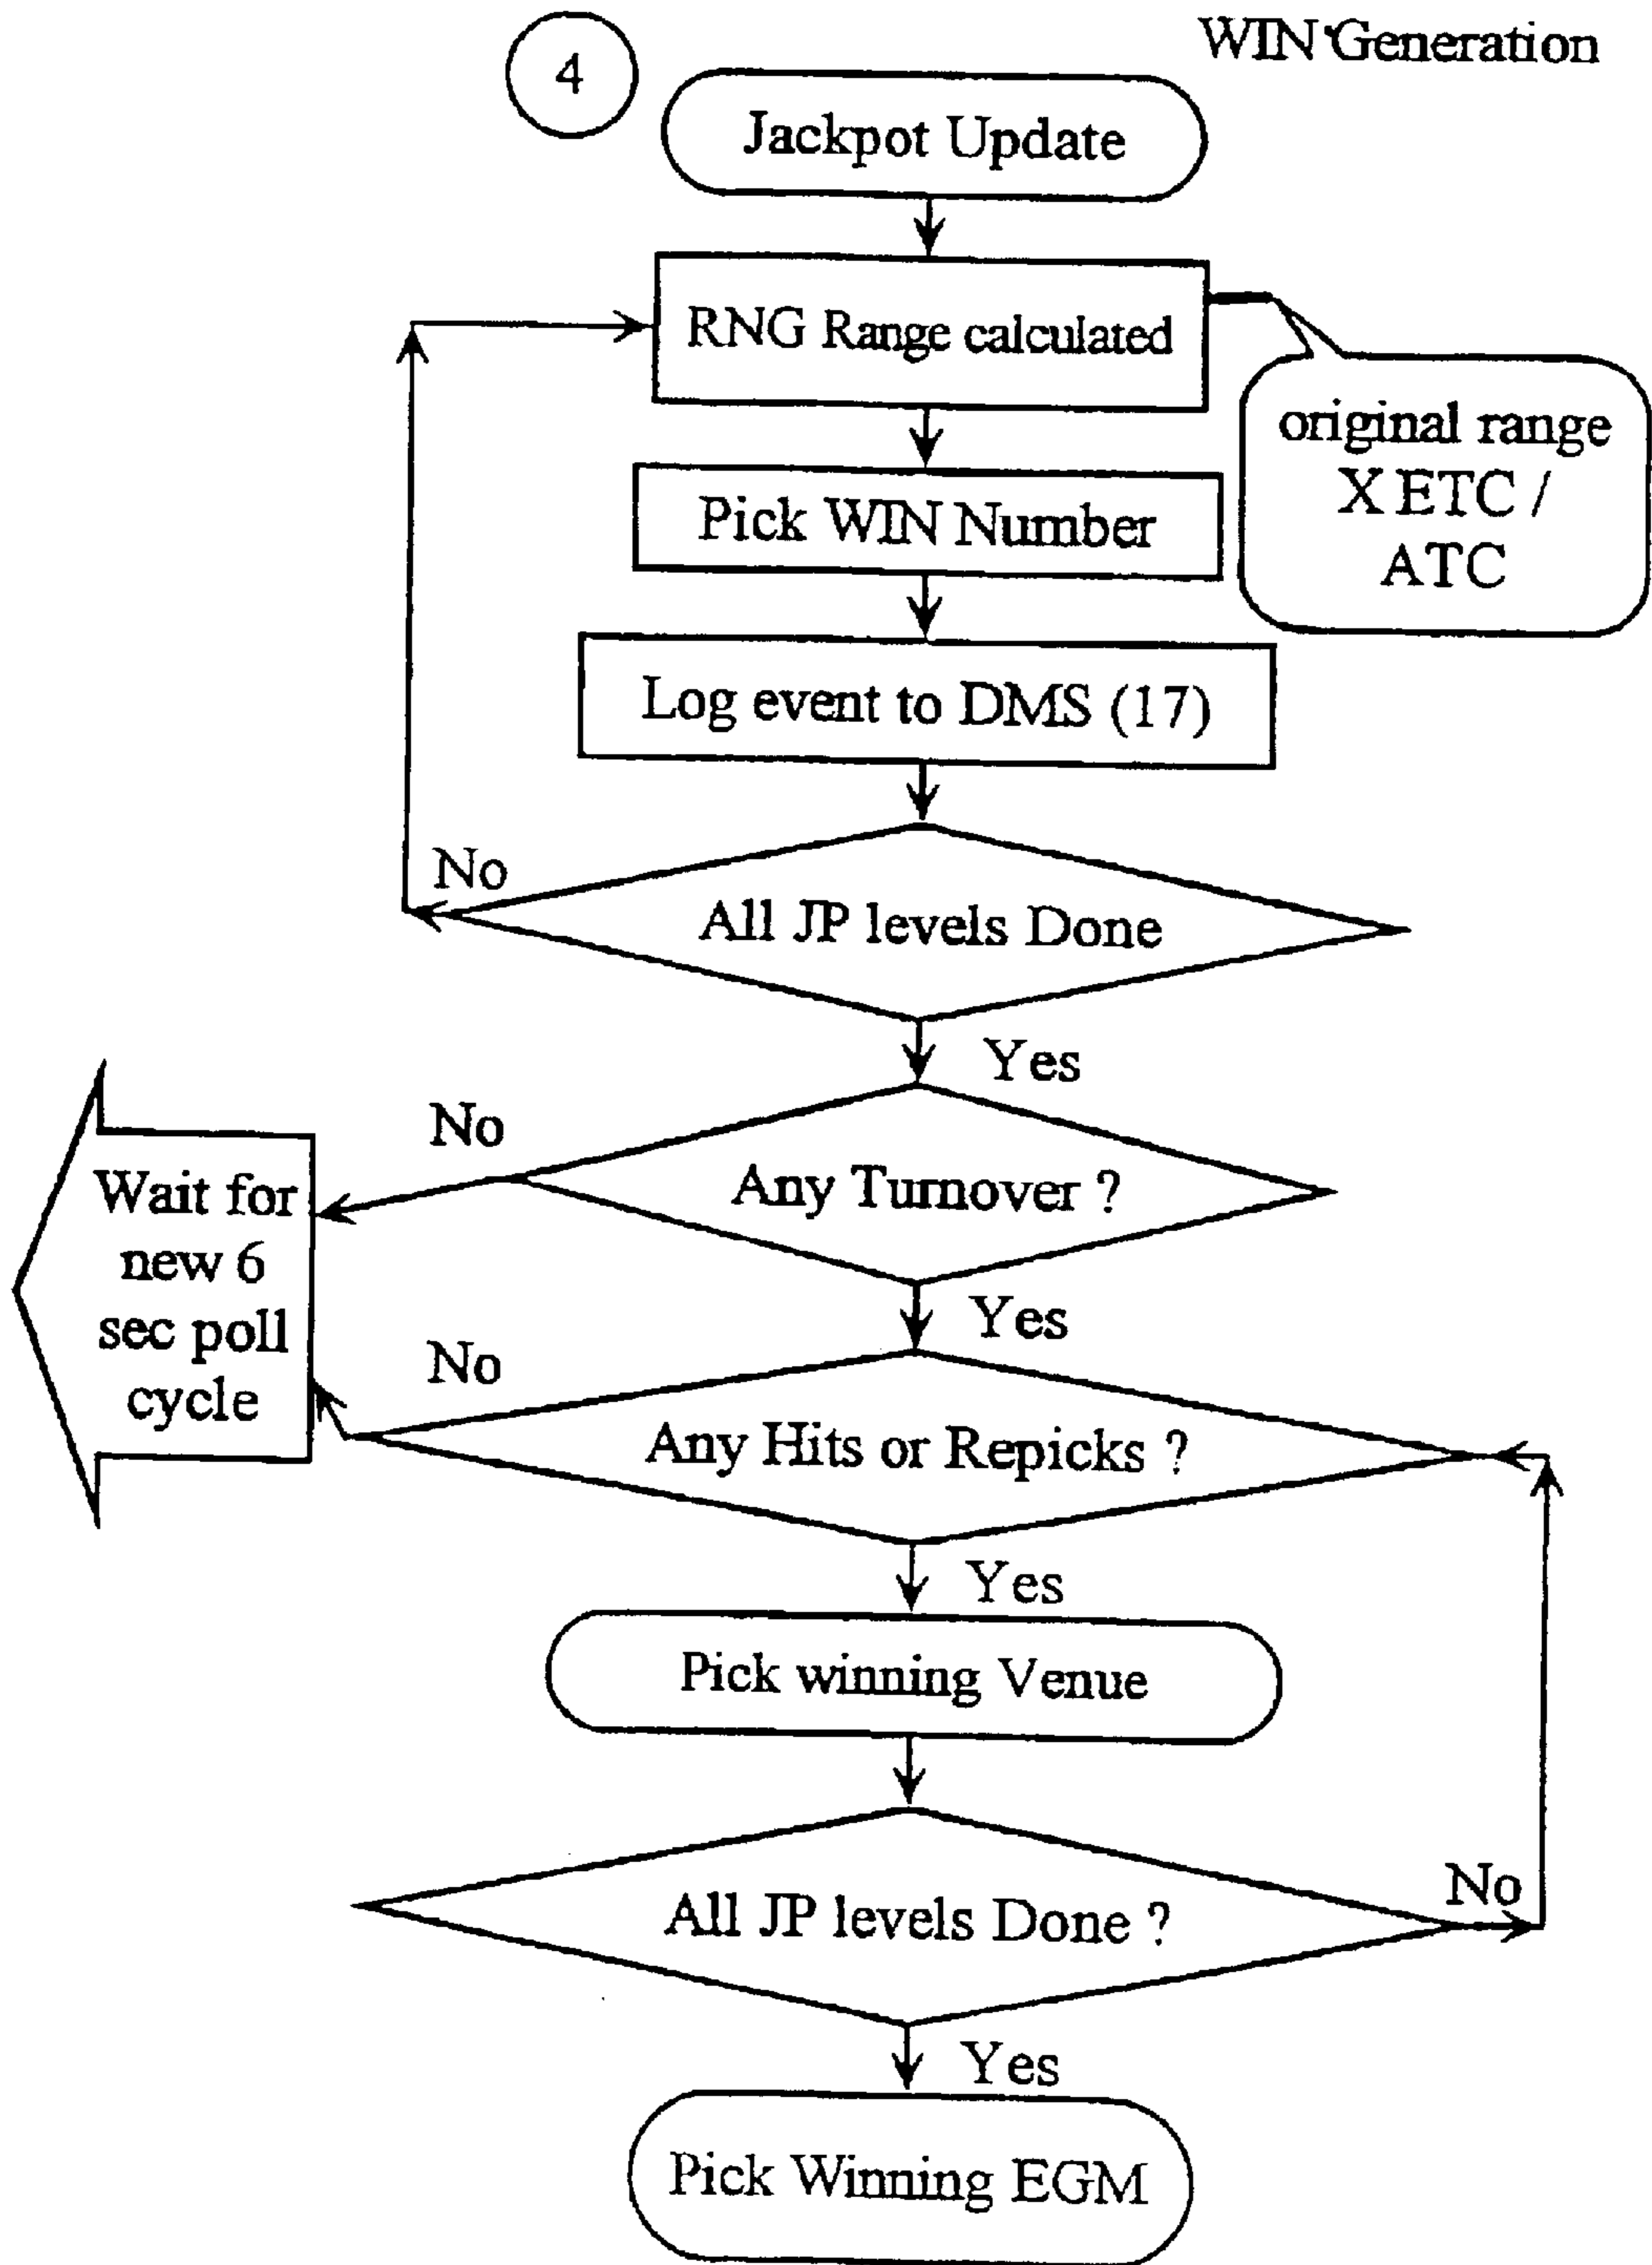 WIN Generation
4
Jackpot Update
RNG Range calculated
original range
X ETC /
ATC
Pick WIN Number
Log event to DMS (17)
No
All JP levels Done
Yes
No
Any Turnover ?
Wait for
new 6
sec poll
cycle
Yes
No
Any Hits or Repicks ?
Yes
Pick winning Venue
No
All JP levels Done ?
Yes
Pick Winning EGM